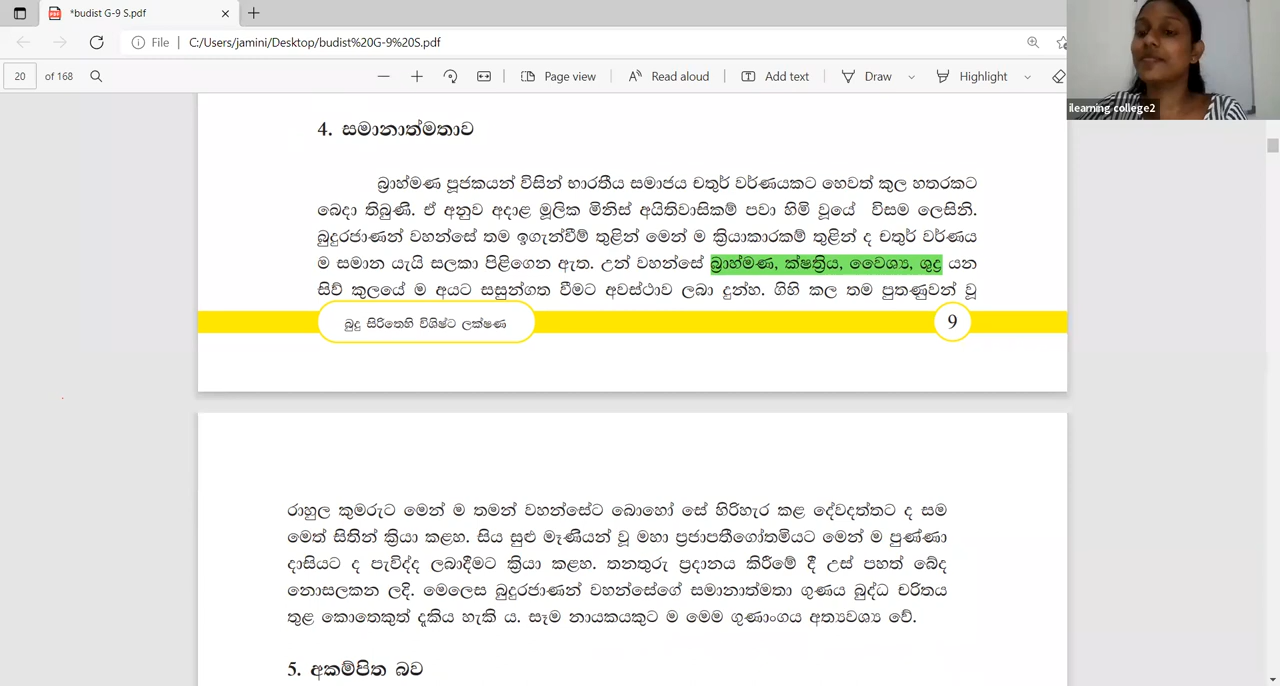 *budist G-9 S.pdf
File | C:/Users/jamini/Desktop/budist%20G-9%20S.pdf
20 of 168 Page view Read aloud Add text Draw Highlight
ilearning college2
4. සමානාත්මතාව
බ්‍රාහ්මණ පූජකයන් විසින් භාරතීය සමාජය චතුර් වර්ණයකට හෙවත් කුල හතරකට
බෙදා තිබුණි. ඒ අනුව අදාළ මූලික මිනිස් අයිතිවාසිකම් පවා හිමි වූයේ විසම ලෙසිනි.
බුදුරජාණන් වහන්සේ තම ඉගැන්වීම් තුළින් මෙන් ම ක්‍රියාකාරකම් තුළින් ද චතුර් වර්ණය
ම සමාන යැයි සලකා පිළිගෙන ඇත. උන් වහන්සේ බ්‍රාහ්මණ, ක්ෂත්‍රිය, වෛශ්‍ය, ශුද්‍ර යන
සිව් කුලයේ ම අයට සසුන්ගත වීමට අවස්ථාව ලබා දුන්හ. ගිහි කල තම පුතණුවන් වූ
බුදු සිරිතෙහි විශිෂ්ට ලක්ෂණ 9
රාහුල කුමරුට මෙන් ම තමන් වහන්සේට බොහෝ සේ හිරිහැර කළ දේවදත්තට ද සම
මෙත් සිතින් ක්‍රියා කළහ. සිය සුළු මෑණියන් වූ මහා ප්‍රජාපතීගෝතමියට මෙන් ම පුණ්ණා
දාසියට ද පැවිද්ද ලබාදීමට ක්‍රියා කළහ. තනතුරු ප්‍රදානය කිරීමේ දී උස් පහත් බේද
නොසලකන ලදි. මෙලෙස බුදුරජාණන් වහන්සේගේ සමානාත්මතා ගුණය බුද්ධ චරිතය
තුළ කොතෙකුත් දැකිය හැකි ය. සෑම නායකයකුට ම මෙම ගුණාංගය අත්‍යවශ්‍ය වේ.
5. අකම්පිත බව